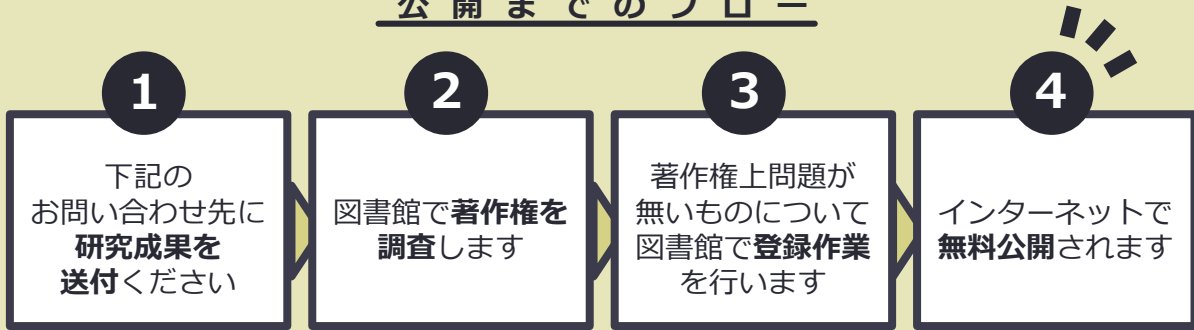 公開までのフロー
1
下記の
お問い合わせ先に
研究成果を
送付ください
2
図書館で著作権を
調査します
3
著作権上問題が
無いものについて
図書館で登録作業
を行います
4
インターネットで
無料公開されます